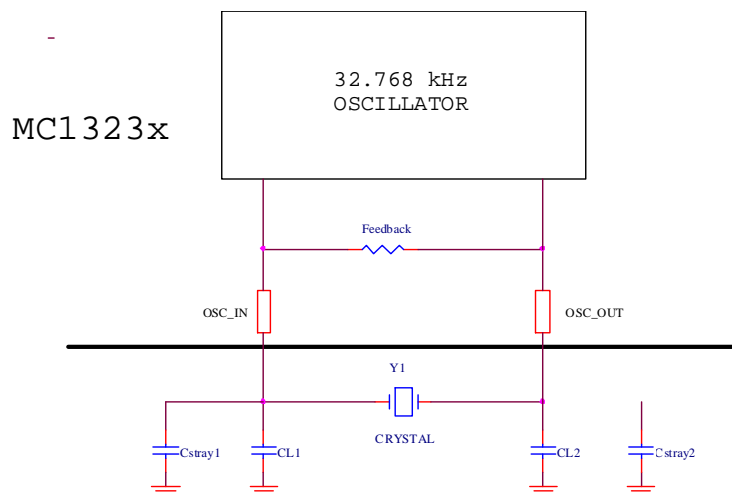 32.768 kHz
OSCILLATOR
MC1323x
Feedback
OSC_IN
OSC_OUT
Y1
CRYSTAL
Cstray1
CL1
CL2
Cstray2